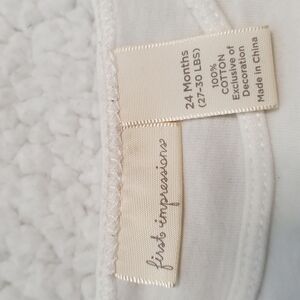 24 Months
(27-30 LBS)
100%
COTTON
Exclusive of
Decoration
Made in China
first impressions